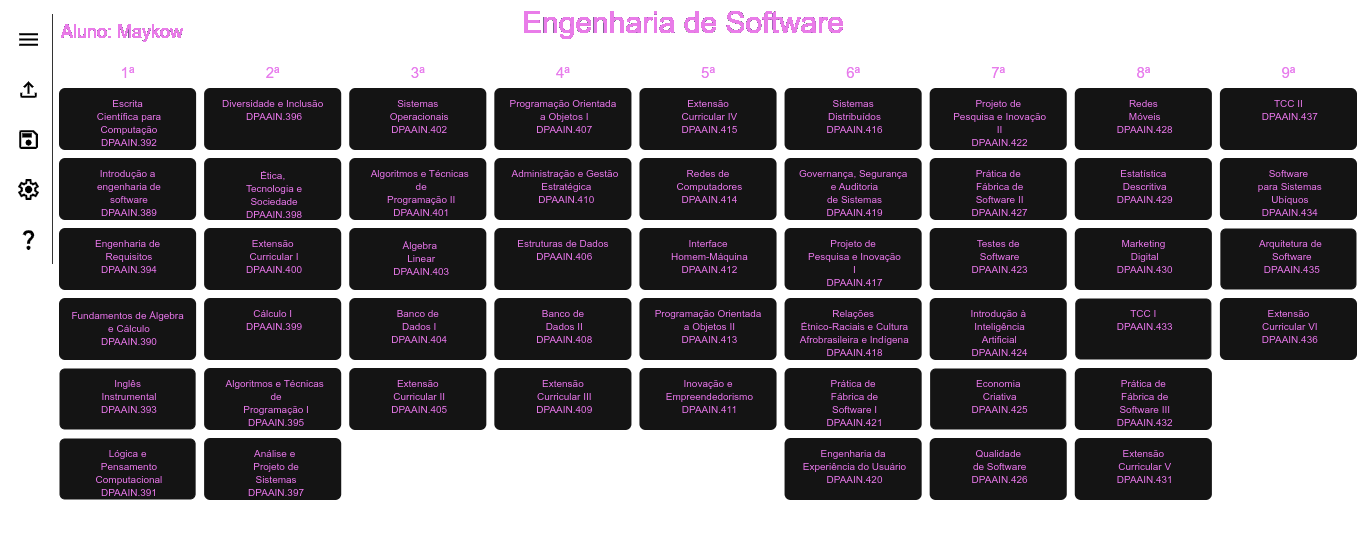 Engenharia de Software
Aluno: Maykow
1ª
2ª
3ª
4ª
5ª
6ª
7ª
8ª
9ª
Escrita
Científica para
Computação
DPAAIN.392
Diversidade e Inclusão
DPAAIN.396
Sistemas
Operacionais
DPAAIN.402
Programação Orientada
a Objetos I
DPAAIN.407
Extensão
Curricular IV
DPAAIN.415
Sistemas
Distribuídos
DPAAIN.416
Projeto de
Pesquisa e Inovação
II
DPAAIN.422
Redes
Móveis
DPAAIN.428
TCC II
DPAAIN.437
Introdução a
engenharia de
software
DPAAIN.389
Ética,
Tecnologia e
Sociedade
DPAAIN.398
Algoritmos e Técnicas
de
Programação II
DPAAIN.401
Administração e Gestão
Estratégica
DPAAIN.410
Redes de
Computadores
DPAAIN.414
Governança, Segurança
e Auditoria
de Sistemas
DPAAIN.419
Prática de
Fábrica de
Software II
DPAAIN.427
Estatística
Descritiva
DPAAIN.429
Software
para Sistemas
Ubíquos
DPAAIN.434
Engenharia de
Requisitos
DPAAIN.394
Extensão
Curricular I
DPAAIN.400
Álgebra
Linear
DPAAIN.403
Estruturas de Dados
DPAAIN.406
Interface
Homem-Máquina
DPAAIN.412
Projeto de
Pesquisa e Inovação
I
DPAAIN.417
Testes de
Software
DPAAIN.423
Marketing
Digital
DPAAIN.430
Arquitetura de
Software
DPAAIN.435
Fundamentos de Álgebra
e Cálculo
DPAAIN.390
Cálculo I
DPAAIN.399
Banco de
Dados I
DPAAIN.404
Banco de
Dados II
DPAAIN.408
Programação Orientada
a Objetos II
DPAAIN.413
Relações
Étnico-Raciais e Cultura
Afrobrasileira e Indígena
DPAAIN.418
Introdução à
Inteligência
Artificial
DPAAIN.424
TCC I
DPAAIN.433
Extensão
Curricular VI
DPAAIN.436
Inglês
Instrumental
DPAAIN.393
Algoritmos e Técnicas
de
Programação I
DPAAIN.395
Extensão
Curricular II
DPAAIN.405
Extensão
Curricular III
DPAAIN.409
Inovação e
Empreendedorismo
DPAAIN.411
Prática de
Fábrica de
Software I
DPAAIN.421
Economia
Criativa
DPAAIN.425
Prática de
Fábrica de
Software III
DPAAIN.432
Lógica e
Pensamento
Computacional
DPAAIN.391
Análise e
Projeto de
Sistemas
DPAAIN.397
Engenharia da
Experiência do Usuário
DPAAIN.420
Qualidade
de Software
DPAAIN.426
Extensão
Curricular V
DPAAIN.431